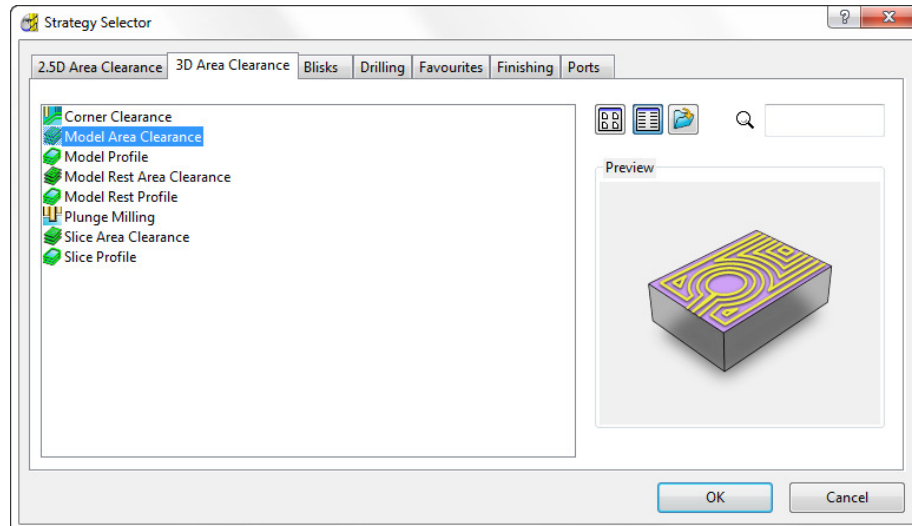 Strategy Selector
2.5D Area Clearance 3D Area Clearance Blisks Drilling Favourites Finishing Ports
Corner Clearance
Model Area Clearance
Model Profile
Model Rest Area Clearance
Model Rest Profile
Plunge Milling
Slice Area Clearance
Slice Profile
Preview
OK Cancel